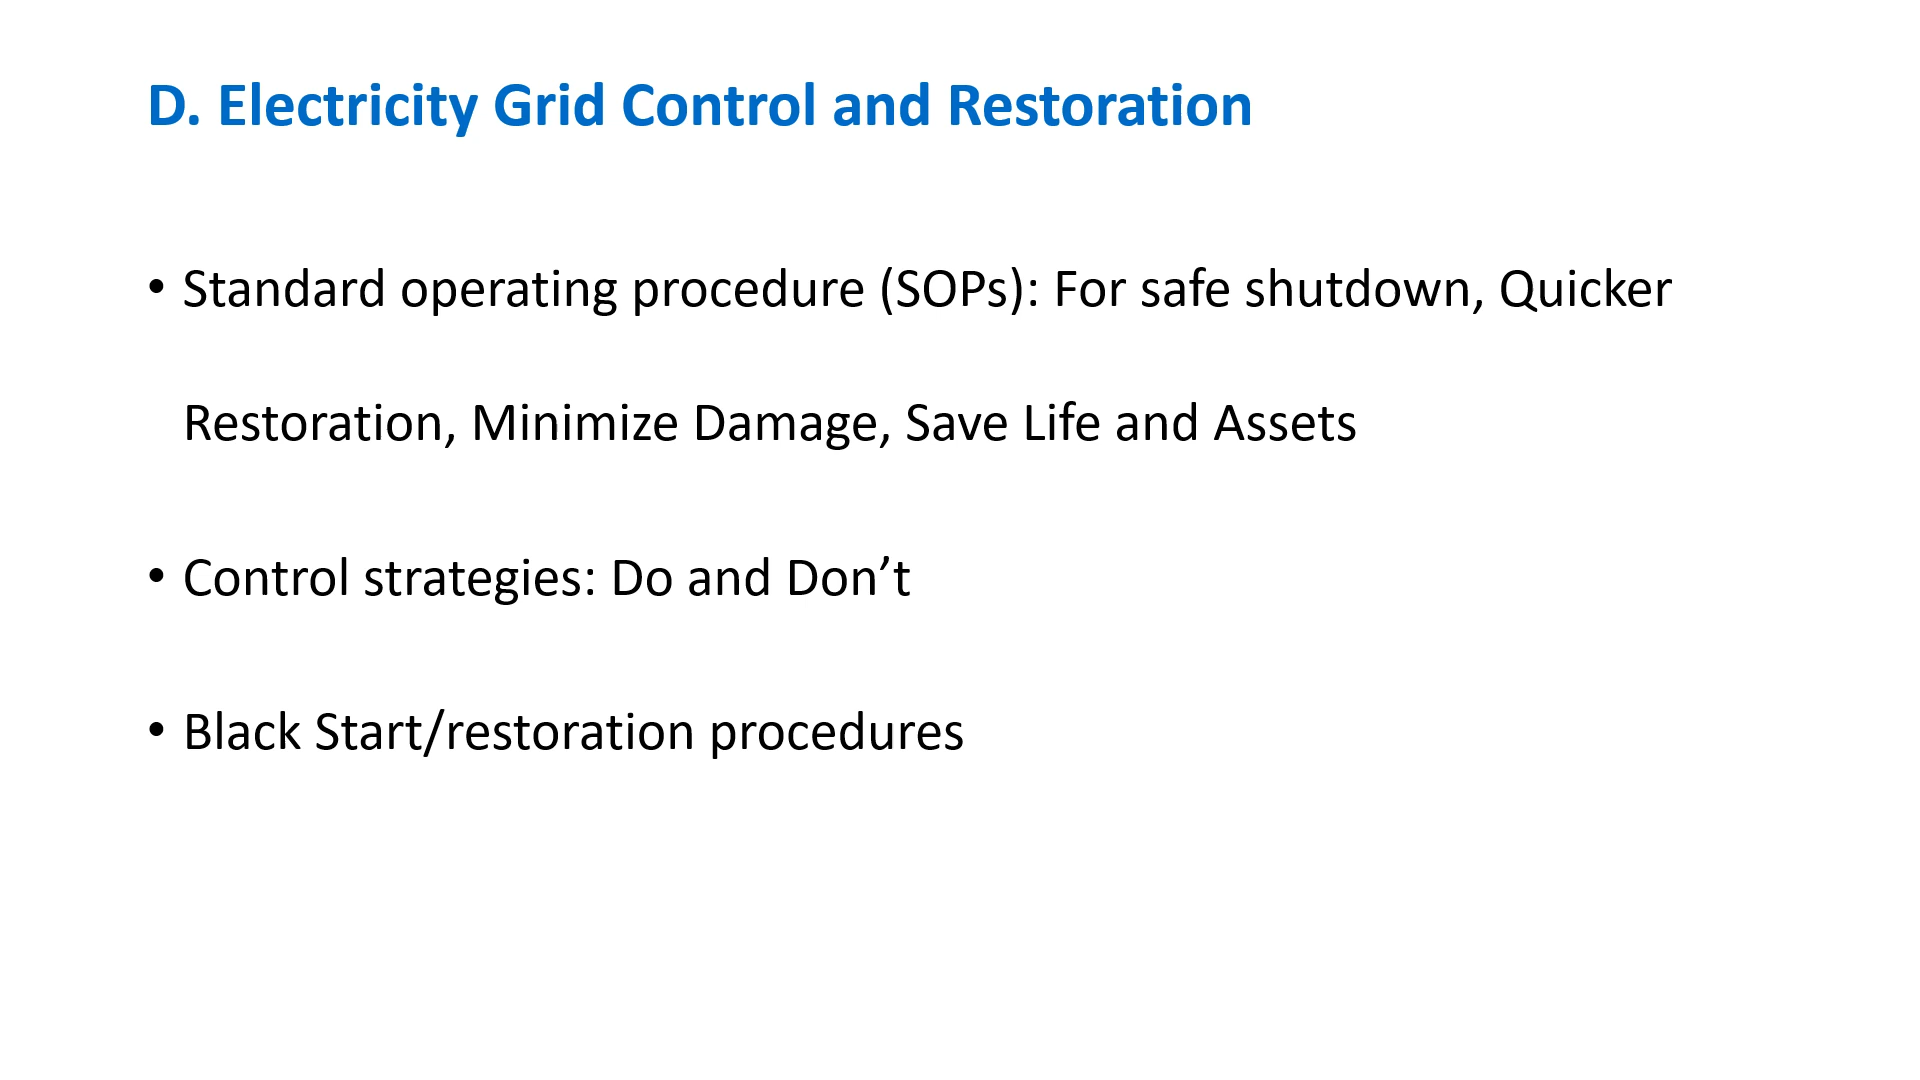 D. Electricity Grid Control and Restoration
• Standard operating procedure (SOPs): For safe shutdown, Quicker
Restoration, Minimize Damage, Save Life and Assets
• Control strategies: Do and Don’t
• Black Start/restoration procedures